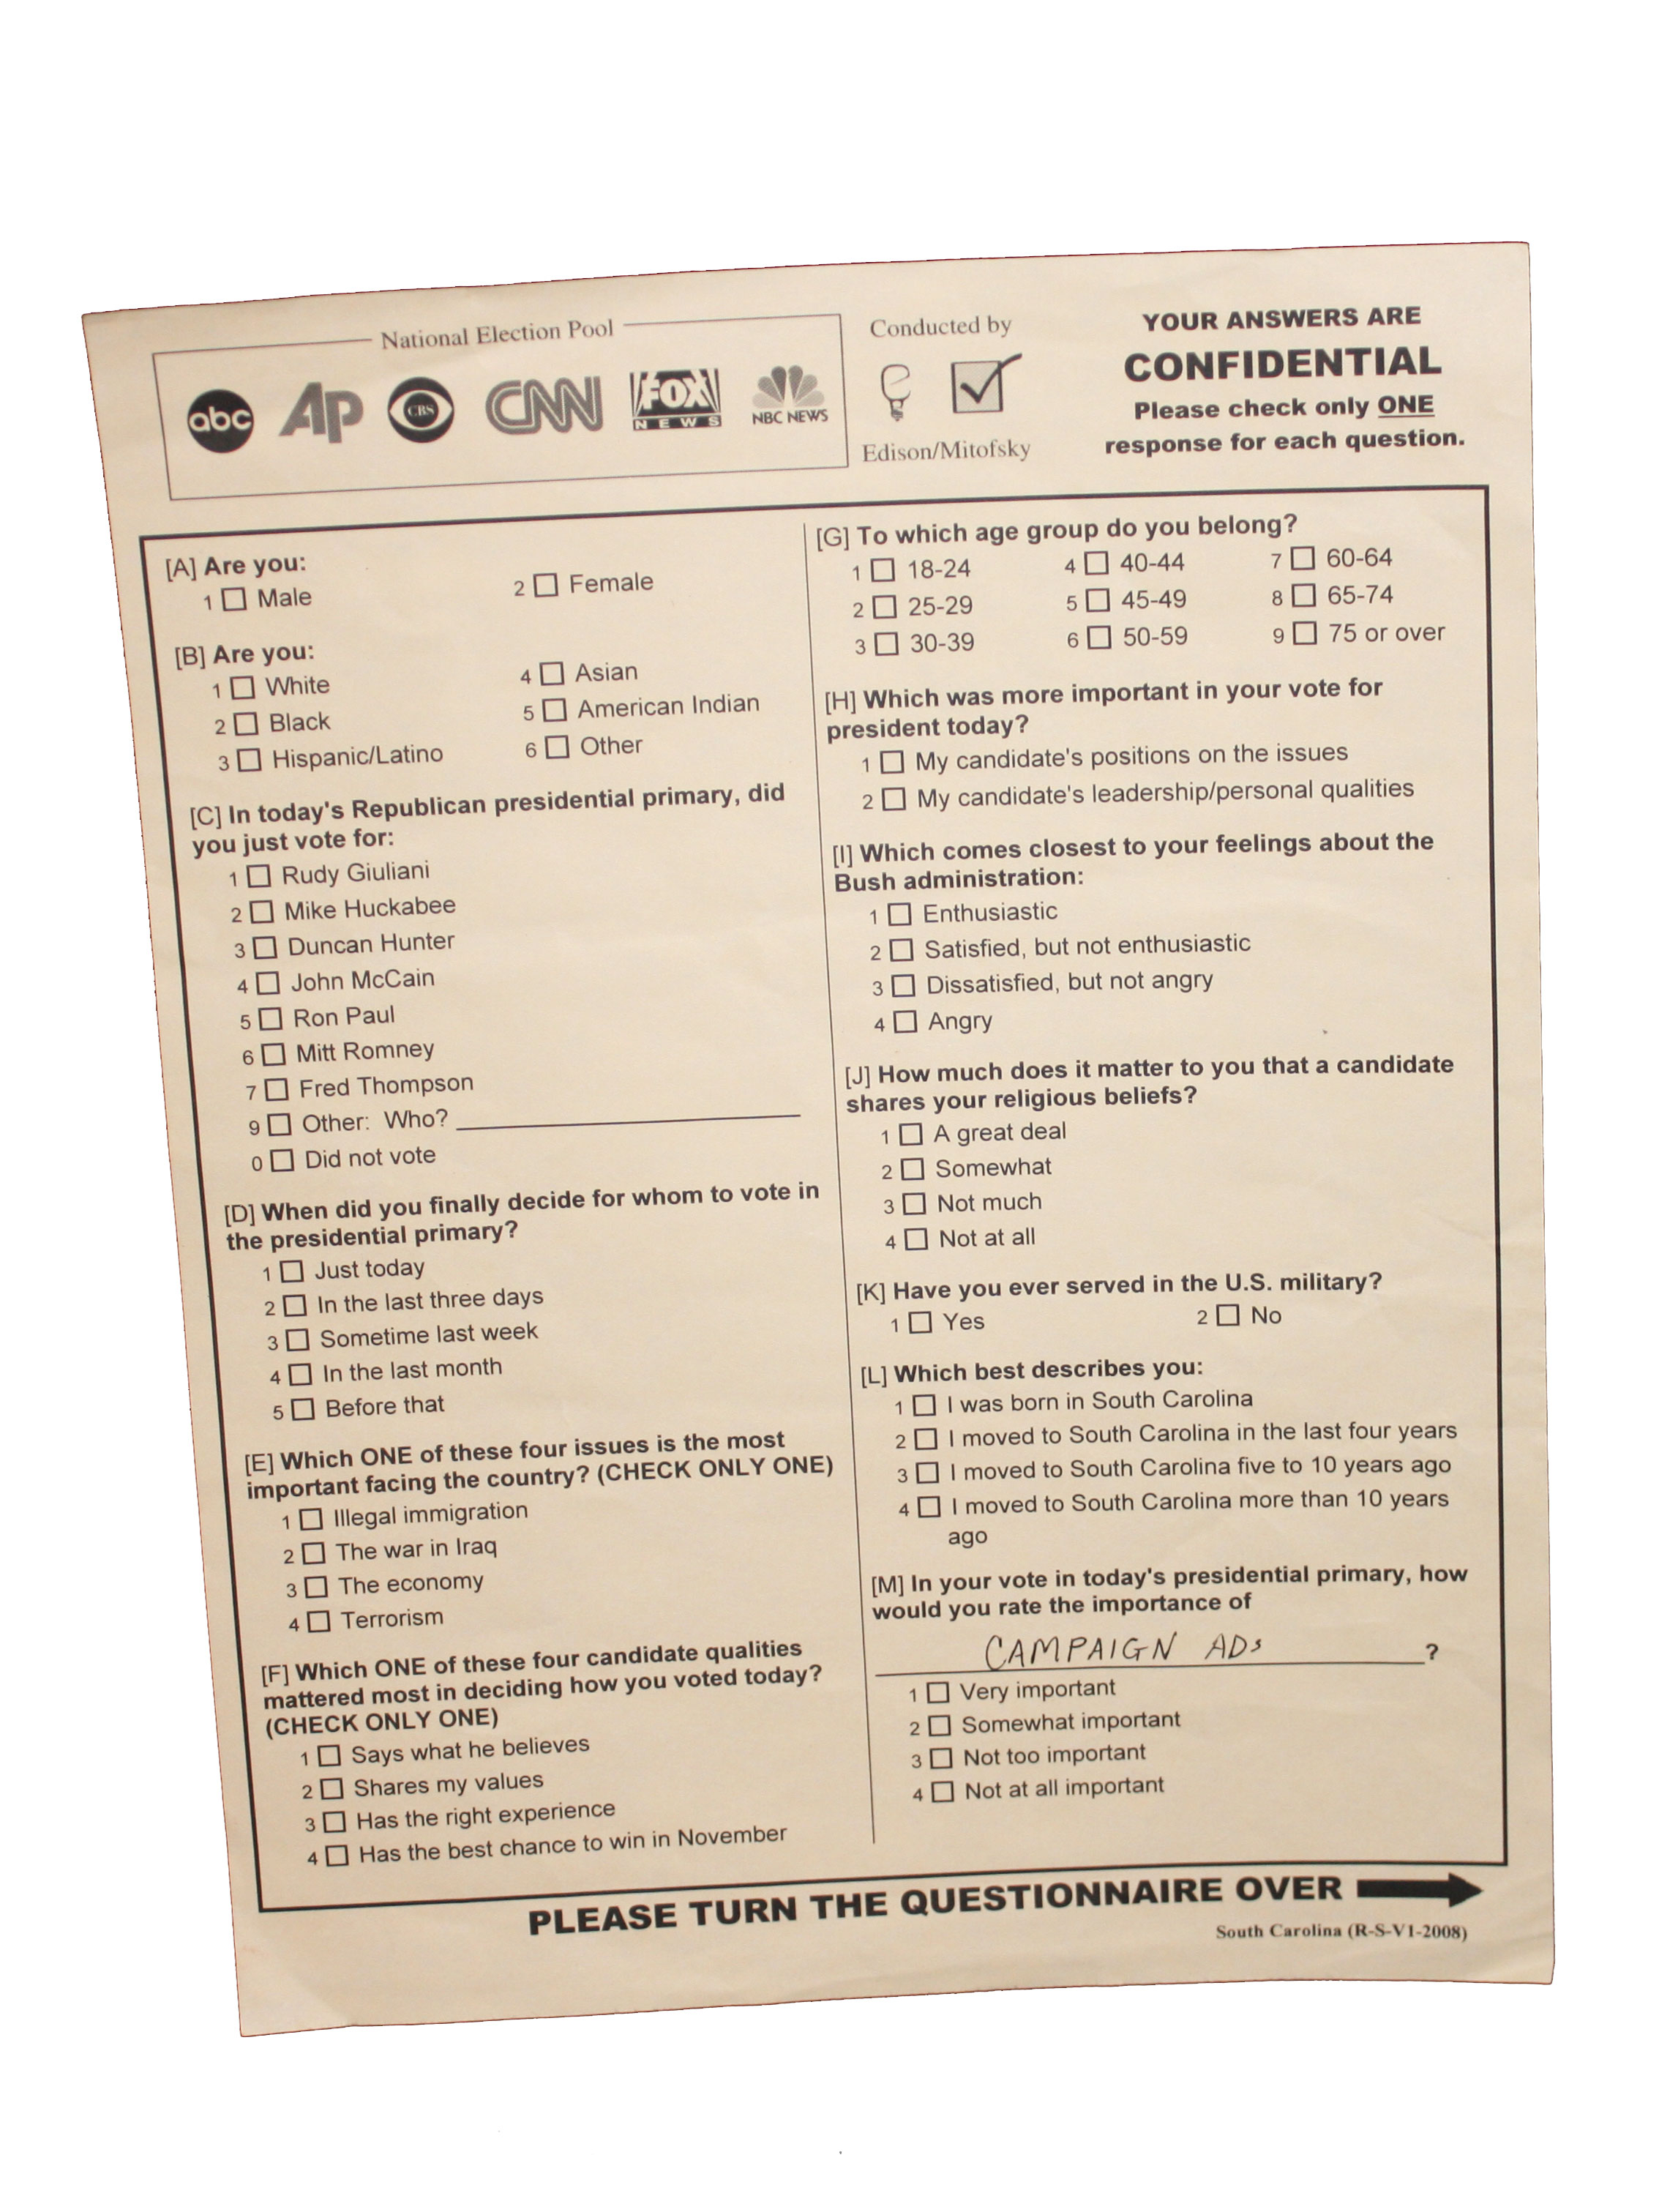 National Election Pool
abc AP CBS CNN FOX NEWS NBC NEWS
Conducted by
Edison/Mitofsky
YOUR ANSWERS ARE
CONFIDENTIAL
Please check only ONE
response for each question.
[A] Are you:
1 Male
2 Female
[B] Are you:
1 White
2 Black
3 Hispanic/Latino
4 Asian
5 American Indian
6 Other
[C] In today's Republican presidential primary, did
you just vote for:
1 Rudy Giuliani
2 Mike Huckabee
3 Duncan Hunter
4 John McCain
5 Ron Paul
6 Mitt Romney
7 Fred Thompson
9 Other: Who?
0 Did not vote
[D] When did you finally decide for whom to vote in
the presidential primary?
1 Just today
2 In the last three days
3 Sometime last week
4 In the last month
5 Before that
[E] Which ONE of these four issues is the most
important facing the country? (CHECK ONLY ONE)
1 Illegal immigration
2 The war in Iraq
3 The economy
4 Terrorism
[F] Which ONE of these four candidate qualities
mattered most in deciding how you voted today?
(CHECK ONLY ONE)
1 Says what he believes
2 Shares my values
3 Has the right experience
4 Has the best chance to win in November
[G] To which age group do you belong?
1 18-24
2 25-29
3 30-39
4 40-44
5 45-49
6 50-59
7 60-64
8 65-74
9 75 or over
[H] Which was more important in your vote for
president today?
1 My candidate's positions on the issues
2 My candidate's leadership/personal qualities
[I] Which comes closest to your feelings about the
Bush administration:
1 Enthusiastic
2 Satisfied, but not enthusiastic
3 Dissatisfied, but not angry
4 Angry
[J] How much does it matter to you that a candidate
shares your religious beliefs?
1 A great deal
2 Somewhat
3 Not much
4 Not at all
[K] Have you ever served in the U.S. military?
1 Yes
2 No
[L] Which best describes you:
1 I was born in South Carolina
2 I moved to South Carolina in the last four years
3 I moved to South Carolina five to 10 years ago
4 I moved to South Carolina more than 10 years
ago
[M] In your vote in today's presidential primary, how
would you rate the importance of
CAMPAIGN ADs ?
1 Very important
2 Somewhat important
3 Not too important
4 Not at all important
PLEASE TURN THE QUESTIONNAIRE OVER
South Carolina (R-S-V1-2008)